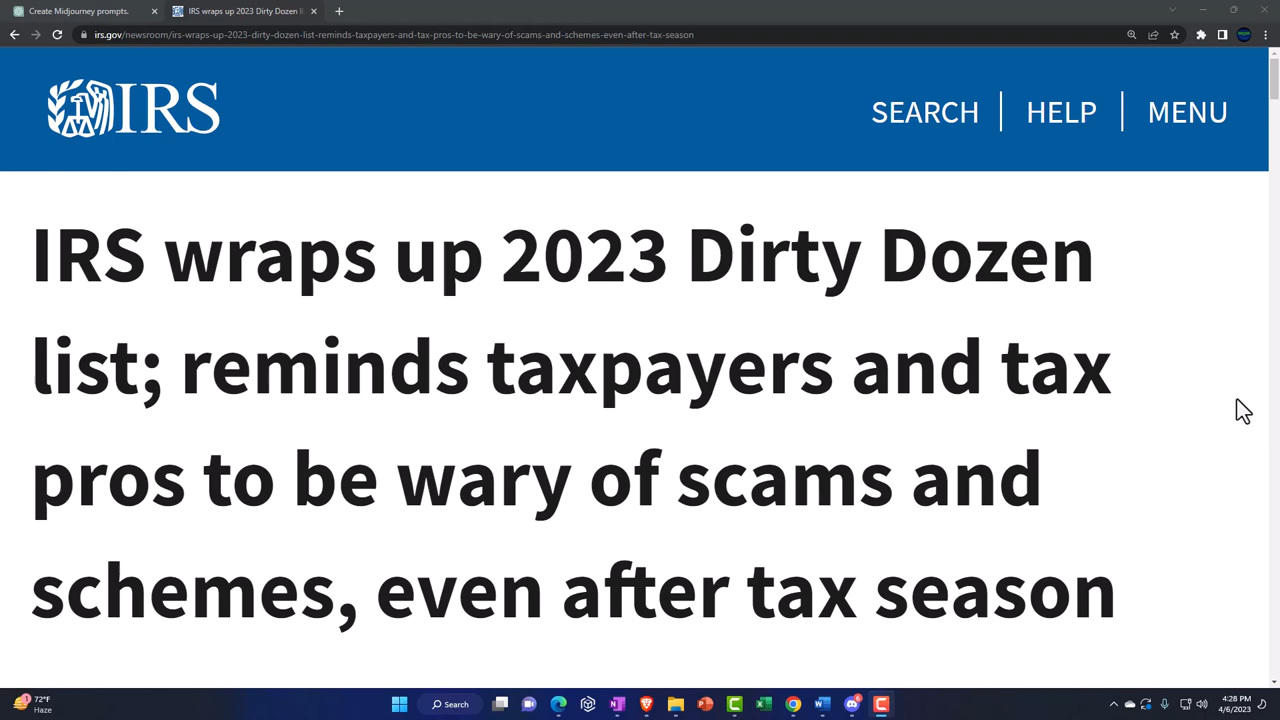 Create Midjourney prompts.
IRS wraps up 2023 Dirty Dozen li
irs.gov/newsroom/irs-wraps-up-2023-dirty-dozen-list-reminds-taxpayers-and-tax-pros-to-be-wary-of-scams-and-schemes-even-after-tax-season
IRS
SEARCH
HELP
MENU
IRS wraps up 2023 Dirty Dozen
list; reminds taxpayers and tax
pros to be wary of scams and
schemes, even after tax season
1
72°F
Haze
Search
6
4:28 PM
4/6/2023